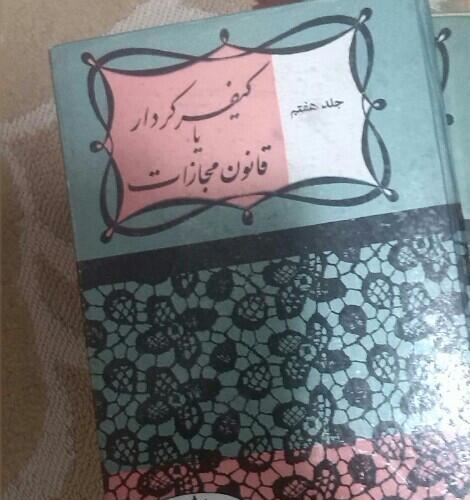 کیفر کردار
یا
قانون مجازات
جلد هفتم